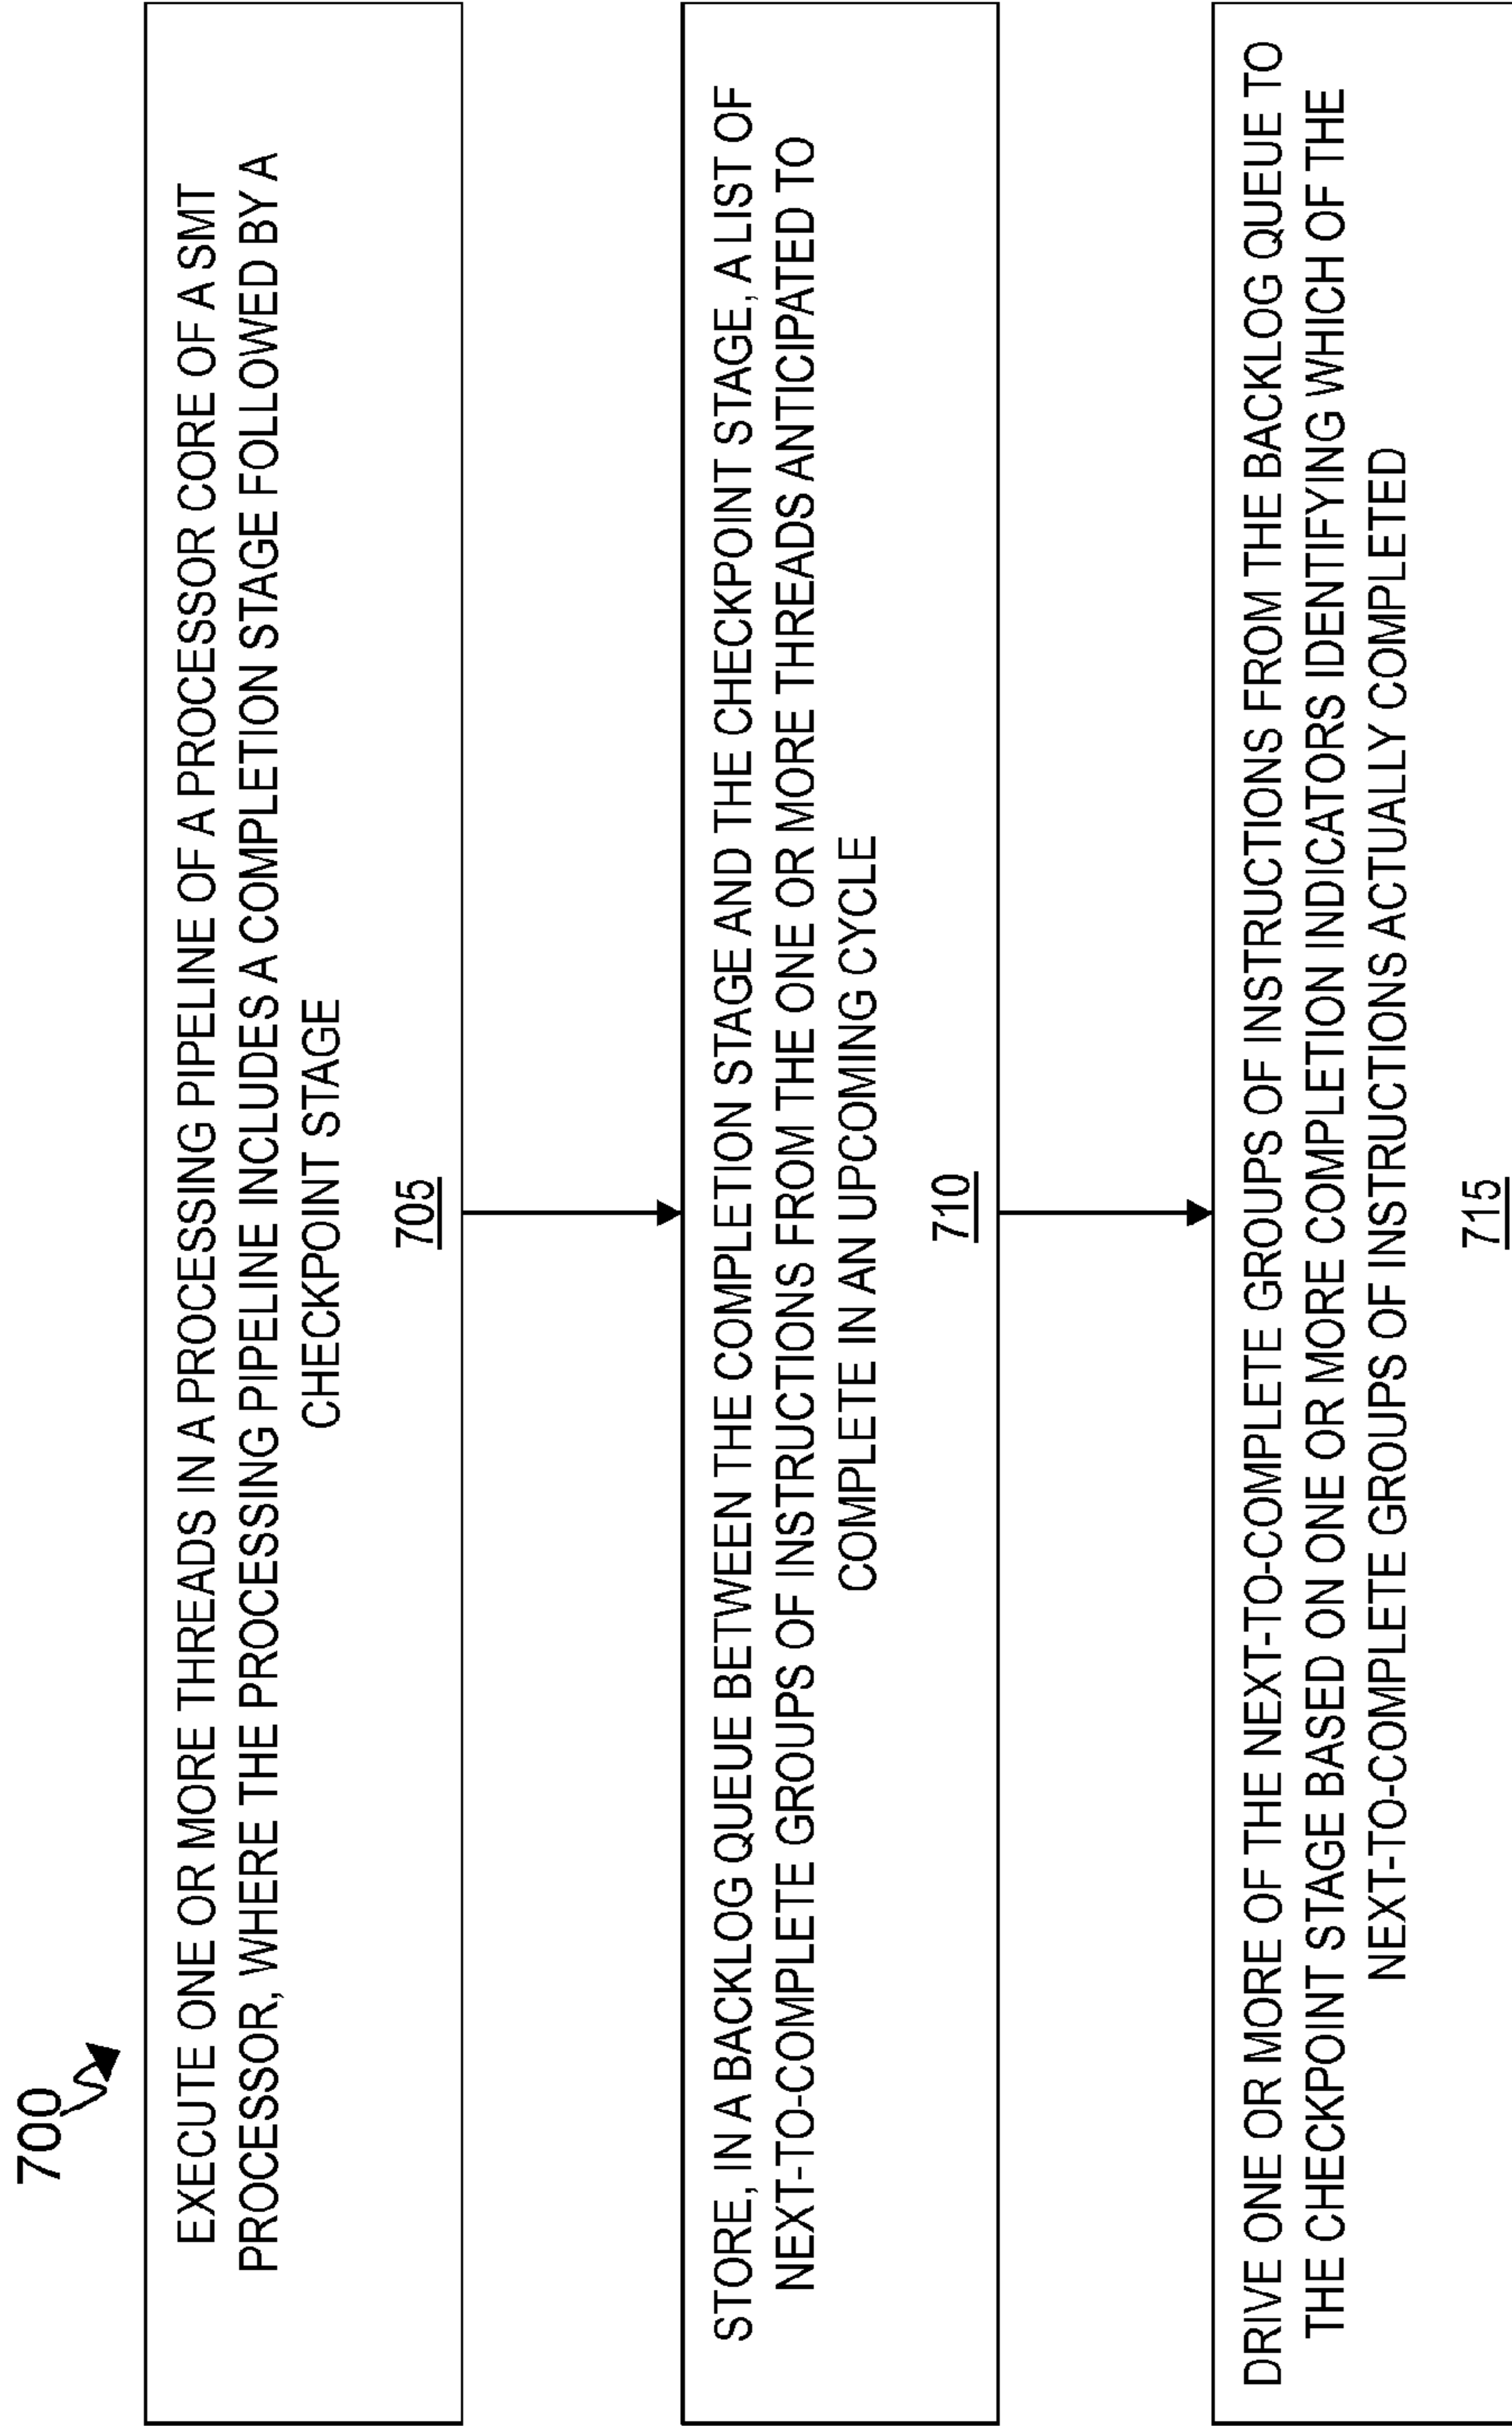 700
EXECUTE ONE OR MORE THREADS IN A PROCESSING PIPELINE OF A PROCESSOR CORE OF A SMT
PROCESSOR, WHERE THE PROCESSING PIPELINE INCLUDES A COMPLETION STAGE FOLLOWED BY A
CHECKPOINT STAGE
705
STORE, IN A BACKLOG QUEUE BETWEEN THE COMPLETION STAGE AND THE CHECKPOINT STAGE, A LIST OF
NEXT-TO-COMPLETE GROUPS OF INSTRUCTIONS FROM THE ONE OR MORE THREADS ANTICIPATED TO
COMPLETE IN AN UPCOMING CYCLE
710
DRIVE ONE OR MORE OF THE NEXT-TO-COMPLETE GROUPS OF INSTRUCTIONS FROM THE BACKLOG QUEUE TO
THE CHECKPOINT STAGE BASED ON ONE OR MORE COMPLETION INDICATORS IDENTIFYING WHICH OF THE
NEXT-TO-COMPLETE GROUPS OF INSTRUCTIONS ACTUALLY COMPLETED
715